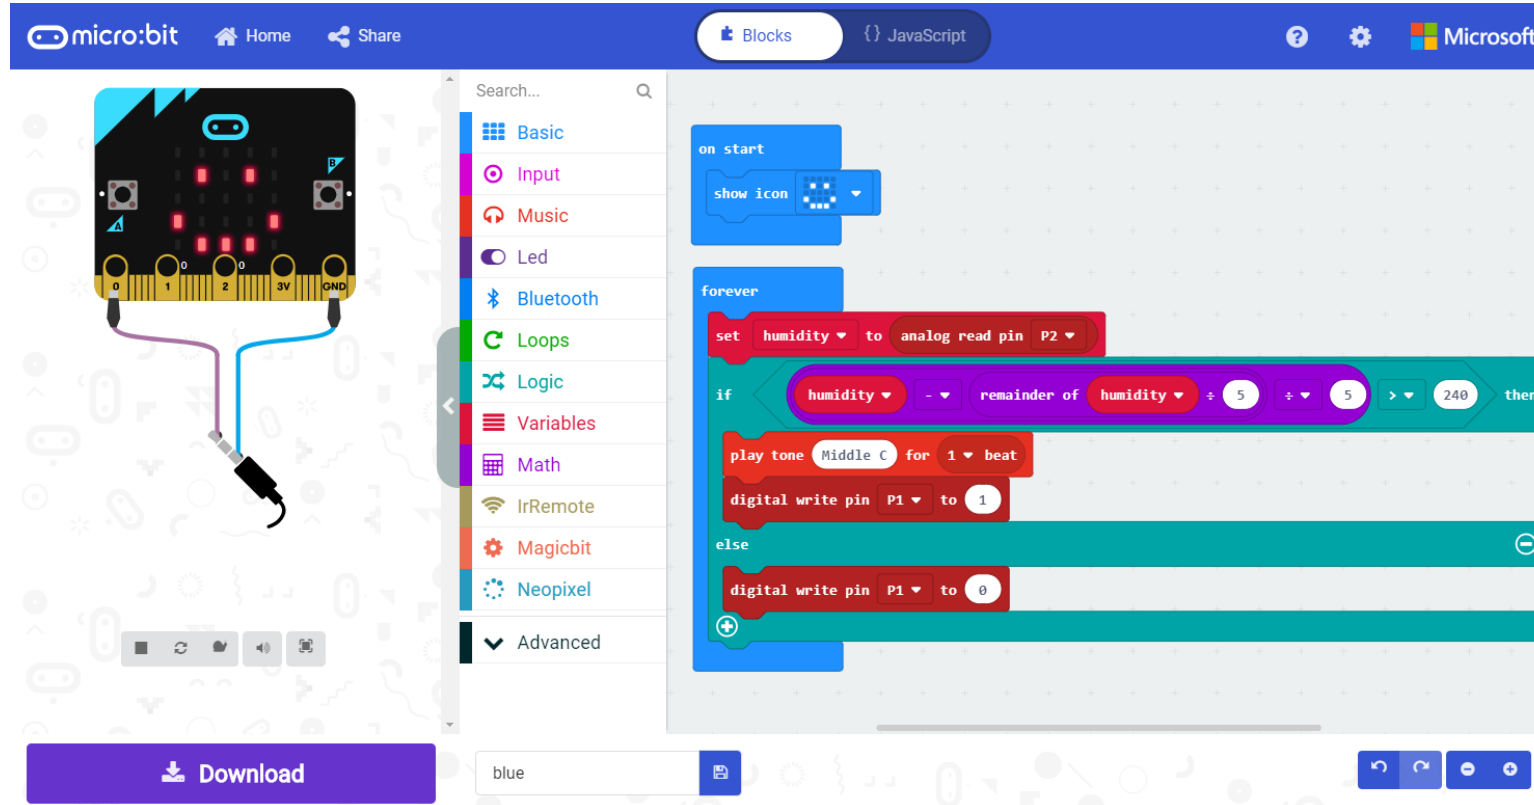 micro:bit Home Share Blocks {} JavaScript ? Microsoft
Search...
Basic
Input
Music
Led
Bluetooth
Loops
Logic
Variables
Math
IrRemote
Magicbit
Neopixel
Advanced
A
B
0 1 2 3V GND
0 0
on start
show icon
forever
set humidity to analog read pin P2
if humidity - remainder of humidity ÷ 5 ÷ 5 > 240 then
play tone Middle C for 1 beat
digital write pin P1 to 1
else
digital write pin P1 to 0
Download
blue